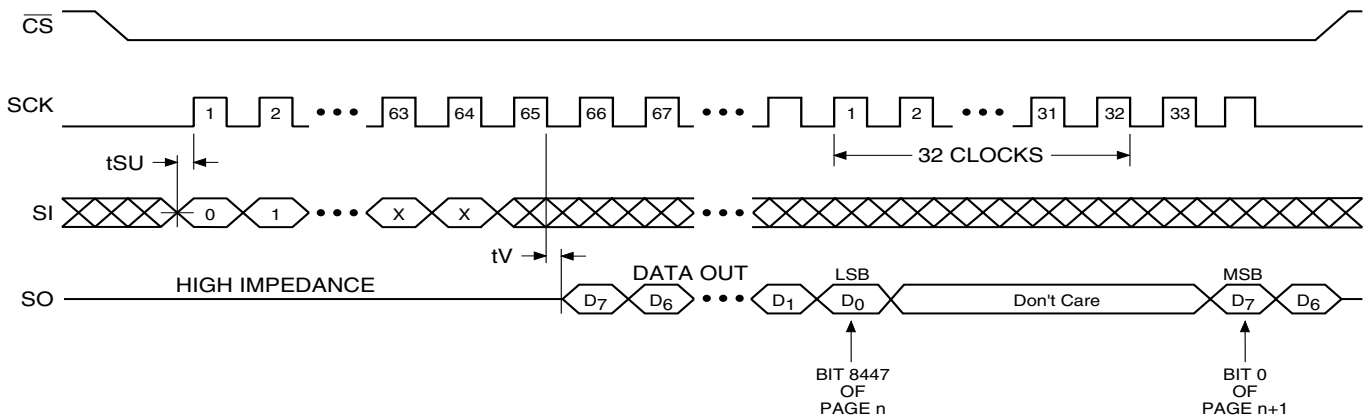 CS
SCK 1 2 ••• 63 64 65 66 67 ••• 1 2 ••• 31 32 33
tSU
32 CLOCKS
SI 0 1 ••• X X •••
tV
HIGH IMPEDANCE
DATA OUT
LSB
MSB
SO D7 D6 ••• D1 D0 Don't Care D7 D6
BIT 8447
OF
PAGE n
BIT 0
OF
PAGE n+1